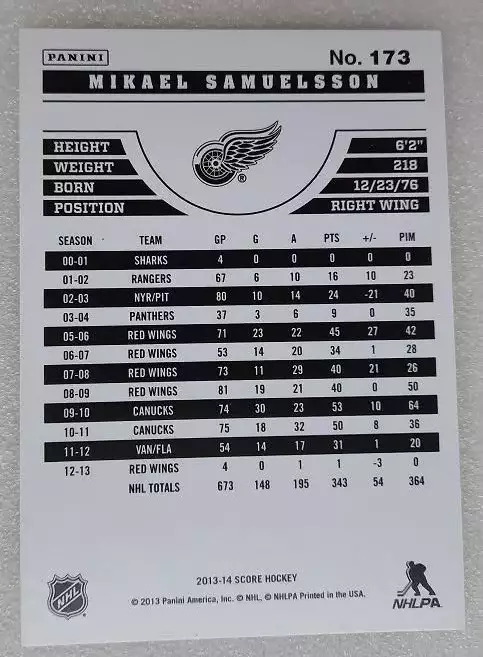 PANINI No. 173
MIKAEL SAMUELSSON
HEIGHT 6'2"
WEIGHT 218
BORN 12/23/76
POSITION RIGHT WING
®
SEASON TEAM GP G A PTS +/- PIM
00-01 SHARKS 4 0 0 0 0 0
01-02 RANGERS 67 6 10 16 10 23
02-03 NYR/PIT 80 10 14 24 -21 40
03-04 PANTHERS 37 3 6 9 0 35
05-06 RED WINGS 71 23 22 45 27 42
06-07 RED WINGS 53 14 20 34 1 28
07-08 RED WINGS 73 11 29 40 21 26
08-09 RED WINGS 81 19 21 40 0 50
09-10 CANUCKS 74 30 23 53 10 64
10-11 CANUCKS 75 18 32 50 8 36
11-12 VAN/FLA 54 14 17 31 1 20
12-13 RED WINGS 4 0 1 1 -3 0
NHL TOTALS 673 148 195 343 54 364
2013-14 SCORE HOCKEY
© 2013 Panini America, Inc. © NHL. © NHLPA Printed in the USA.
NHL
NHLPA